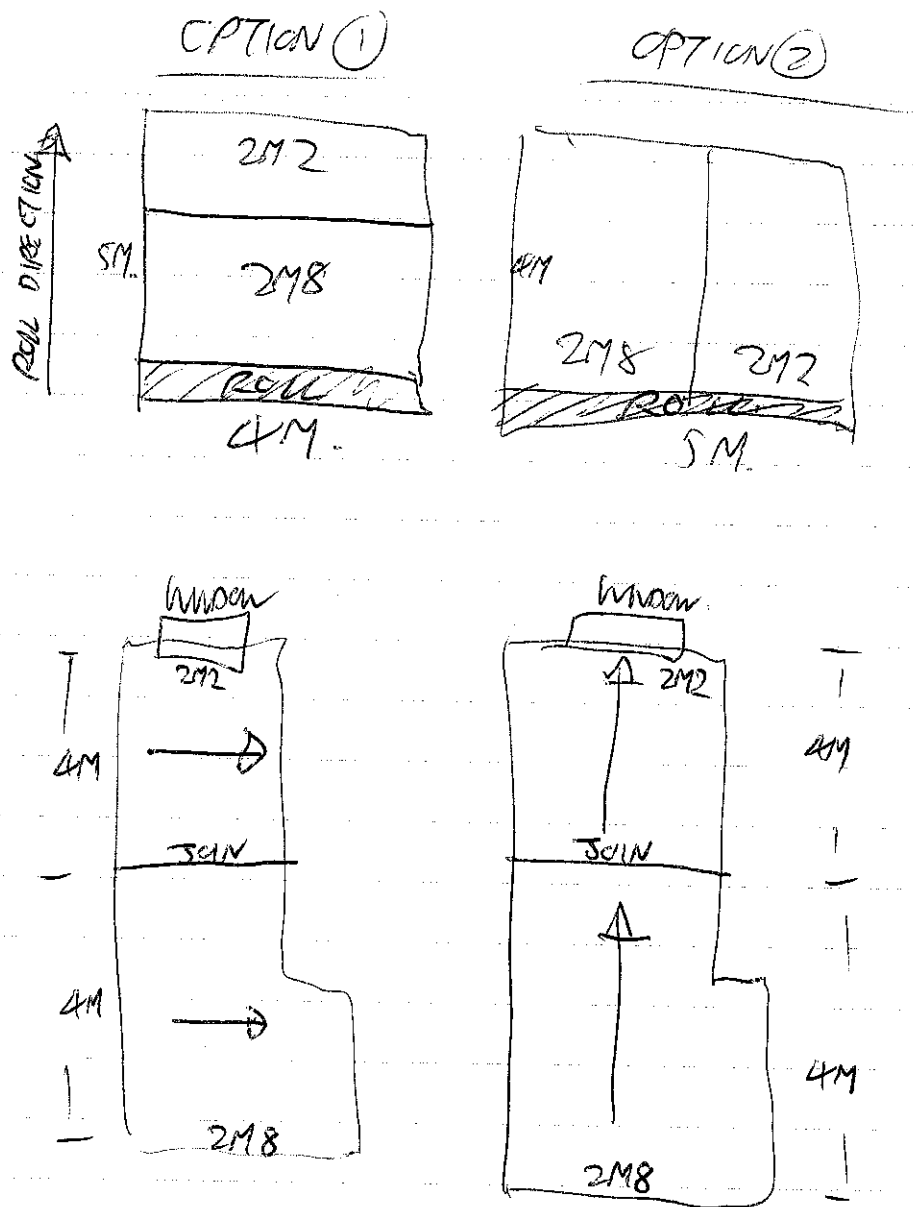 OPTION ①
OPTION ②
ROLL DIRECTION
2M2
5M.
2M8
ROLL
4M.
4M
2M8
2M2
ROLL
5M.
WINDOW
2M2
4M
JOIN
4M
2M8
WINDOW
2M2
4M
JOIN
4M
2M8